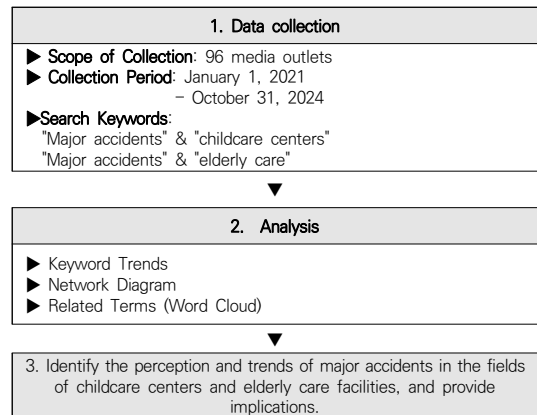 1. Data collection
▶ Scope of Collection: 96 media outlets
▶ Collection Period: January 1, 2021
- October 31, 2024
▶Search Keywords:
"Major accidents" & "childcare centers"
"Major accidents" & "elderly care"
▼
2. Analysis
▶ Keyword Trends
▶ Network Diagram
▶ Related Terms (Word Cloud)
▼
3. Identify the perception and trends of major accidents in the fields
of childcare centers and elderly care facilities, and provide
implications.